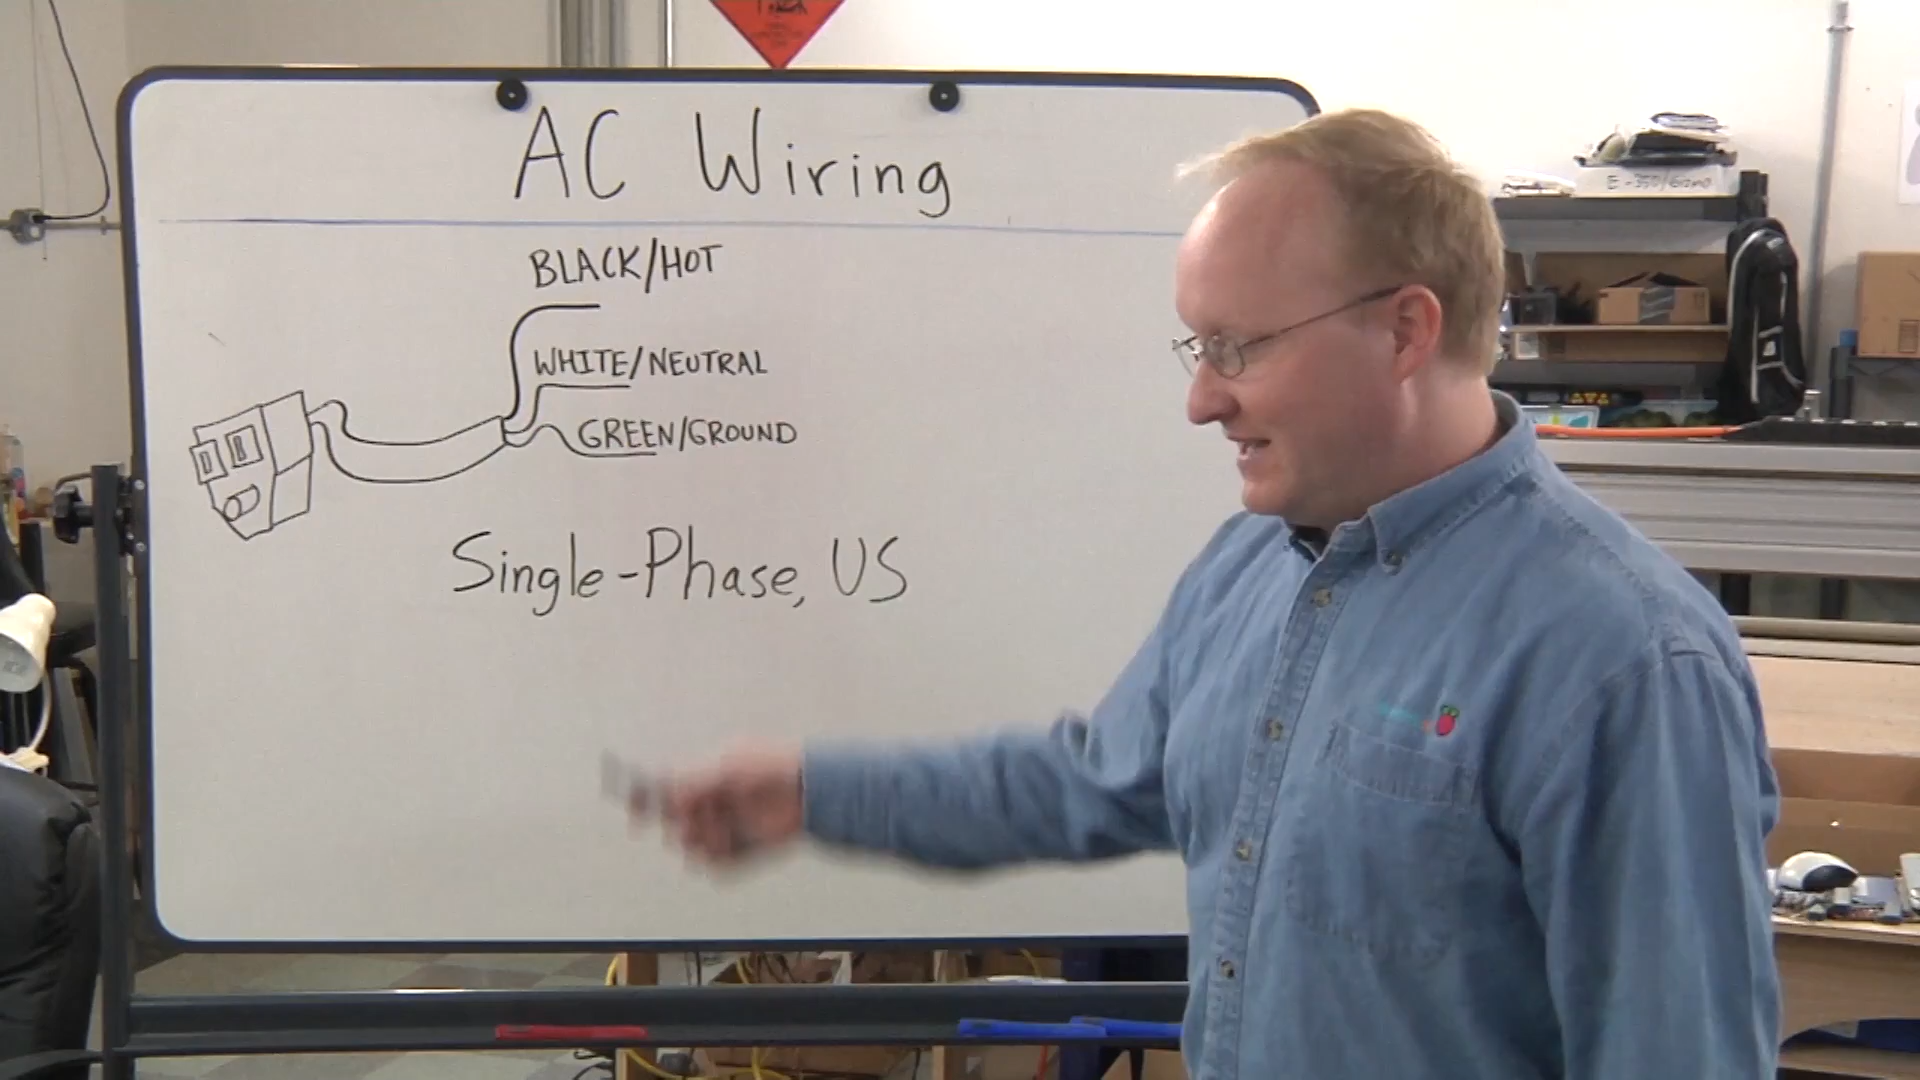 AC Wiring
BLACK/HOT
WHITE/NEUTRAL
GREEN/GROUND
Single-Phase, US